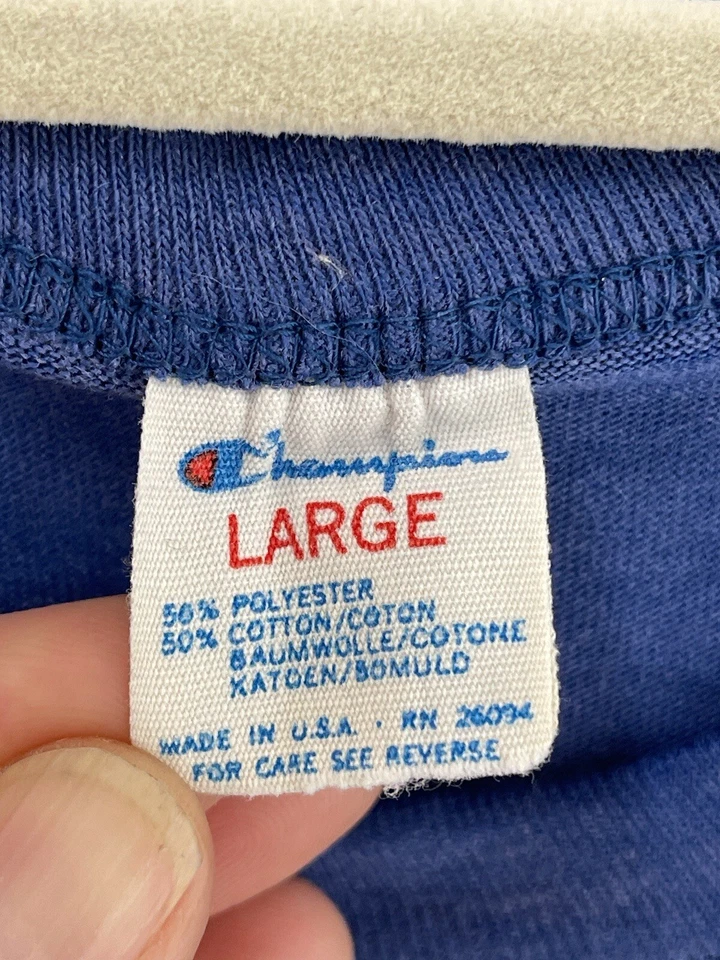 Champion
LARGE
50% POLYESTER
50% COTTON/COTON
BAUMWOLLE/COTONE
KATOEN/BOMULD
MADE IN U.S.A. · RN 26094
FOR CARE SEE REVERSE